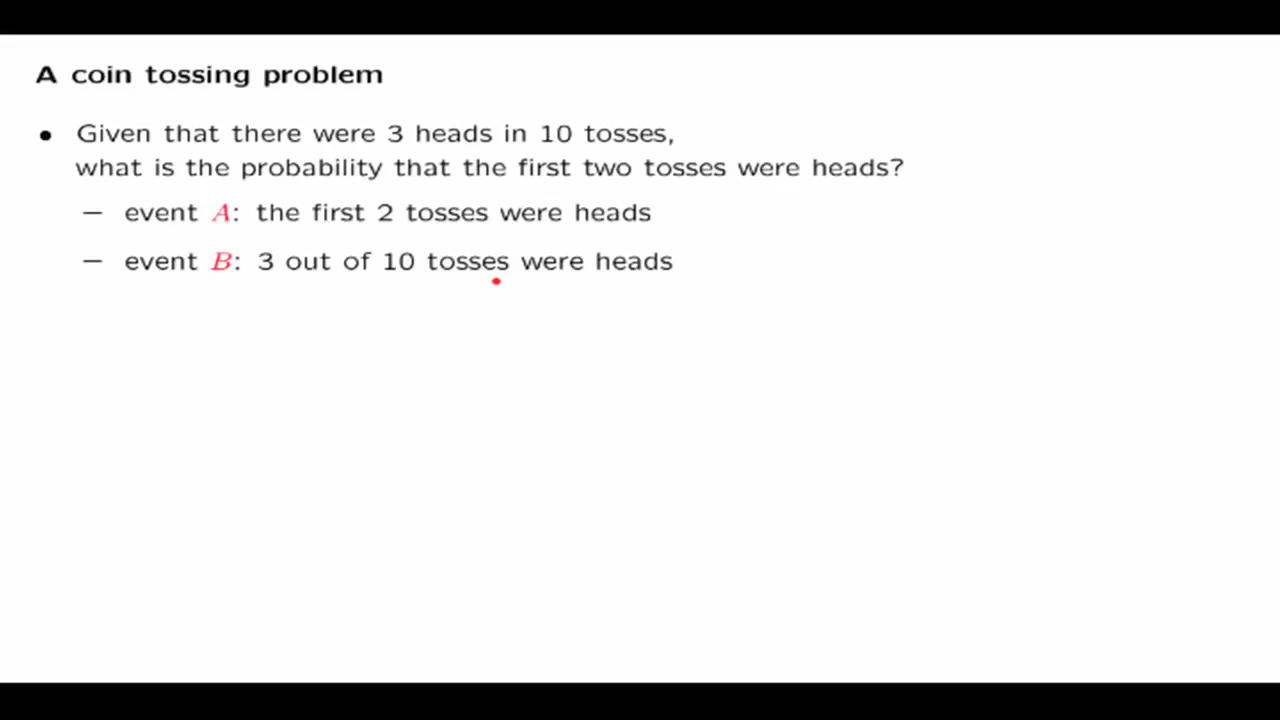 A coin tossing problem
• Given that there were 3 heads in 10 tosses,
what is the probability that the first two tosses were heads?
– event A: the first 2 tosses were heads
– event B: 3 out of 10 tosses were heads